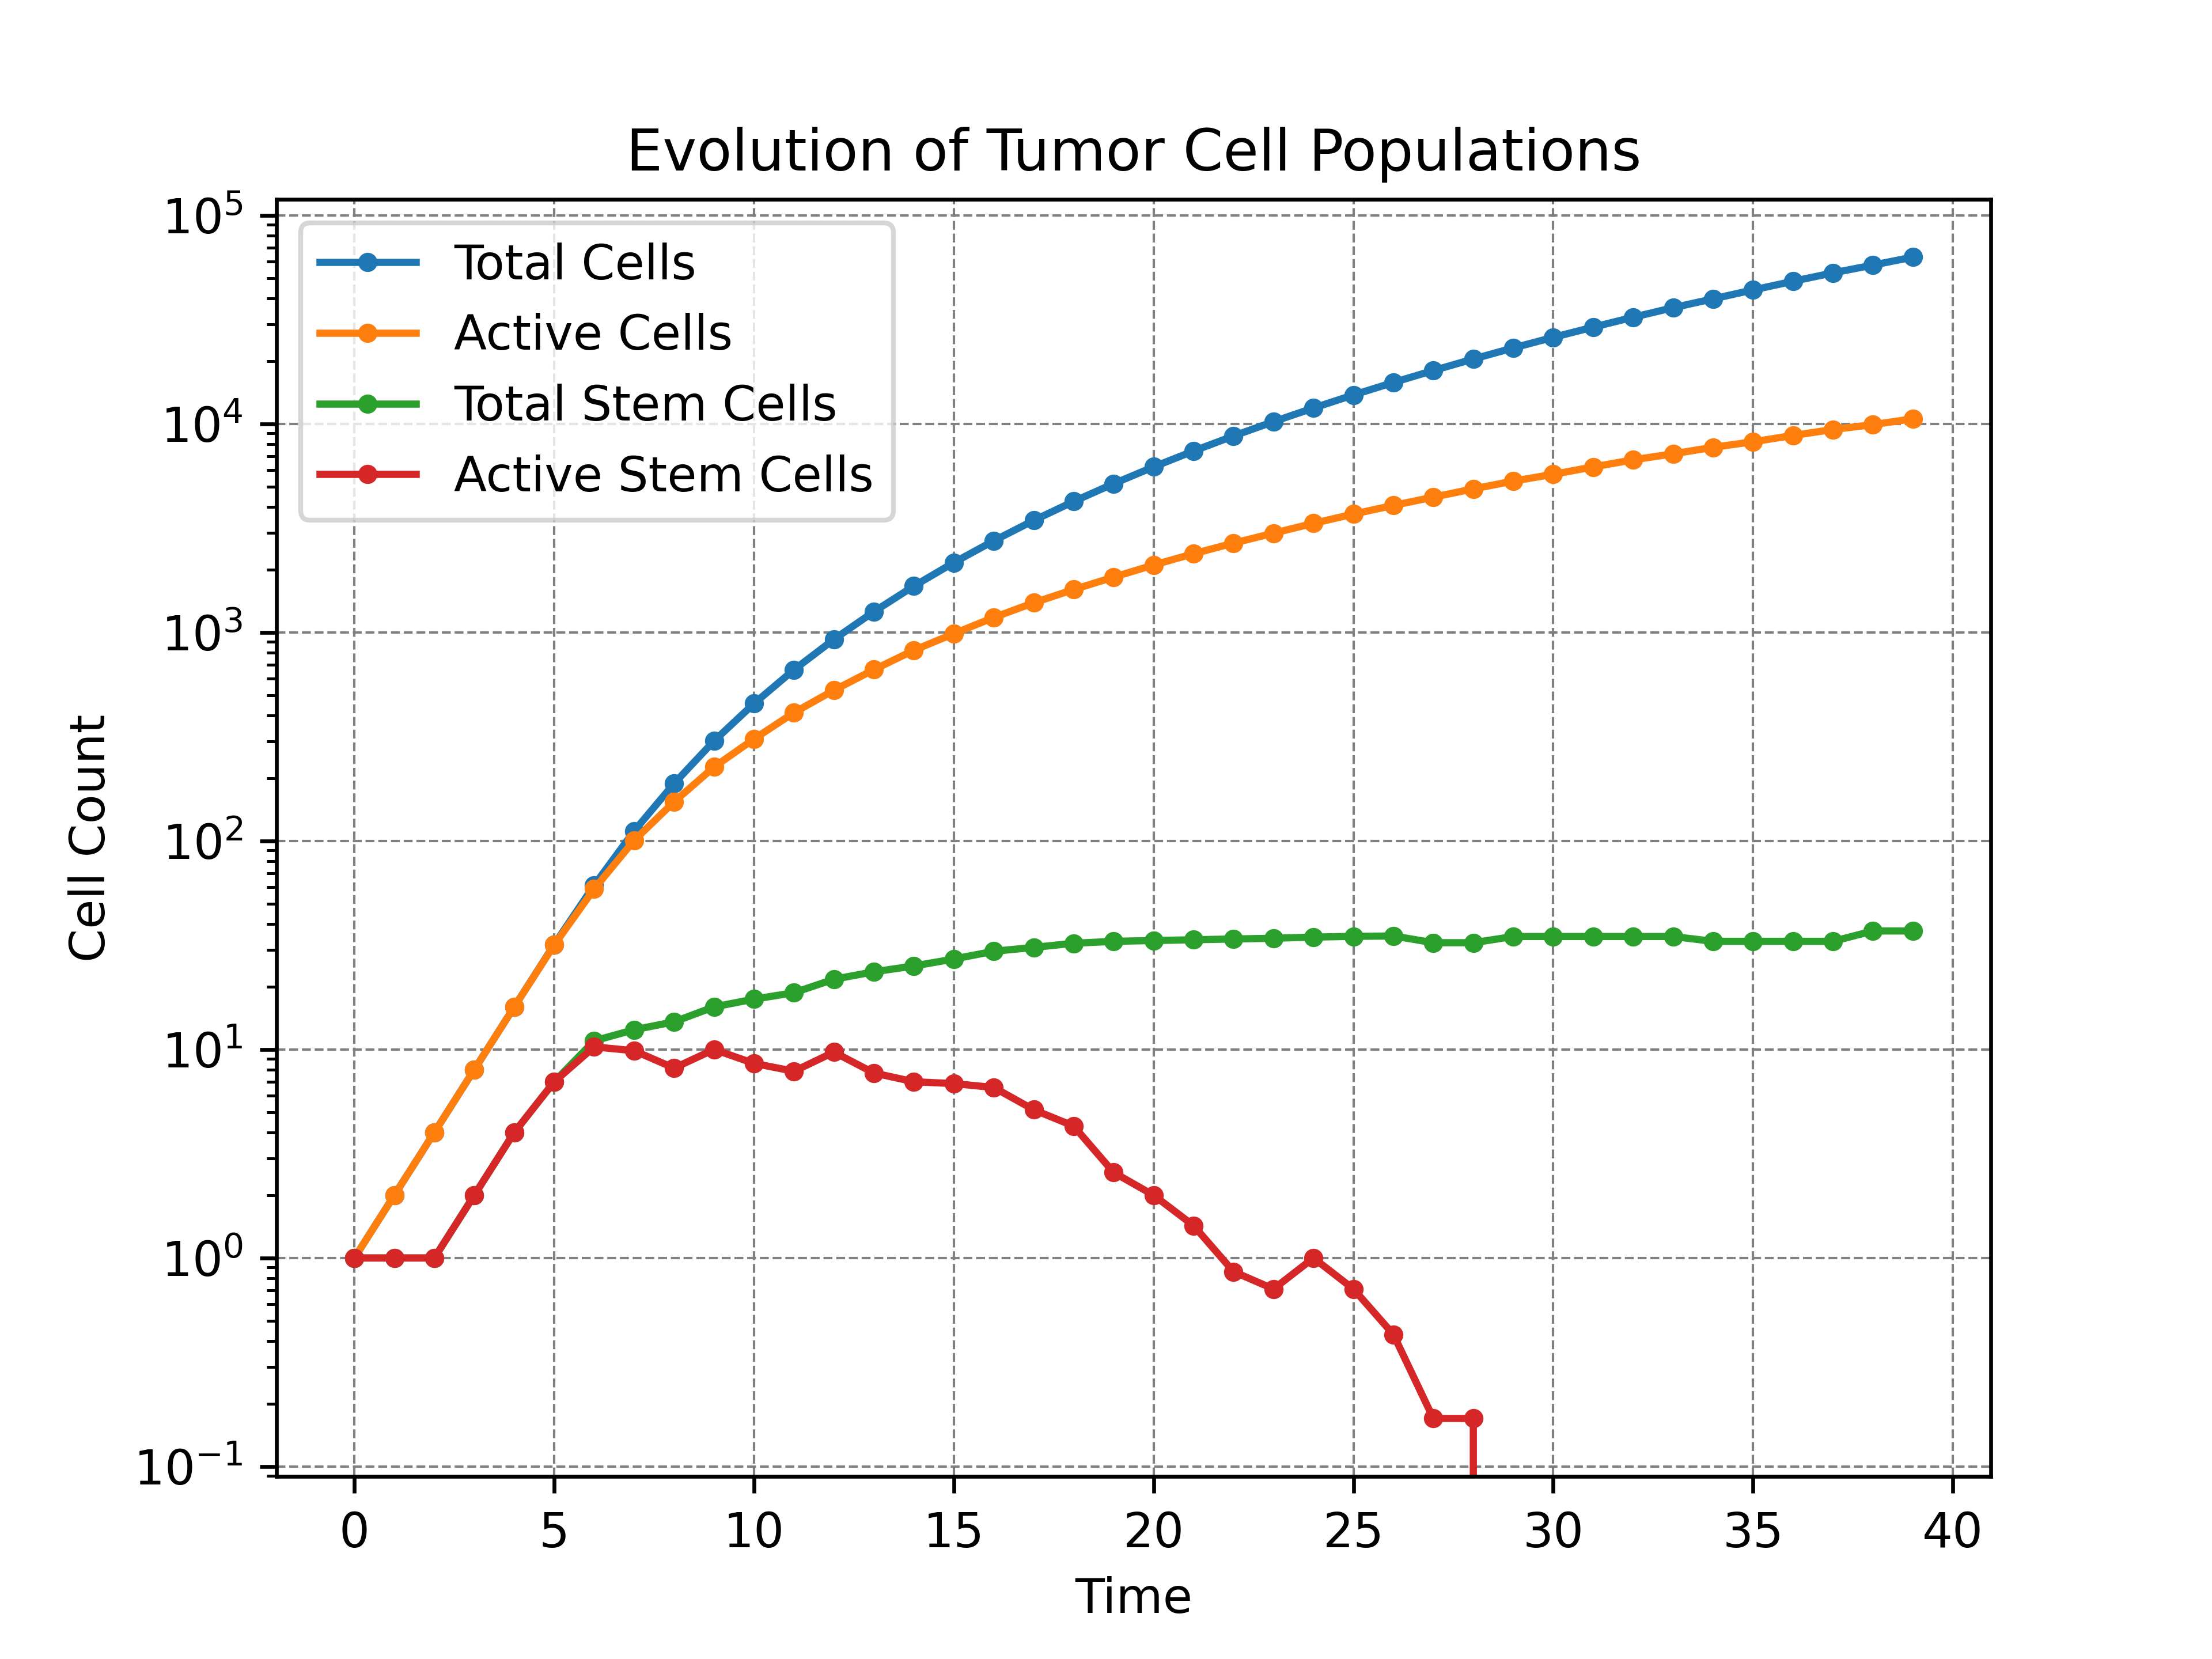 Evolution of Tumor Cell Populations
Total Cells
Active Cells
Total Stem Cells
Active Stem Cells
10⁵
10⁴
10³
10²
10¹
10⁰
10⁻¹
Cell Count
0 5 10 15 20 25 30 35 40
Time